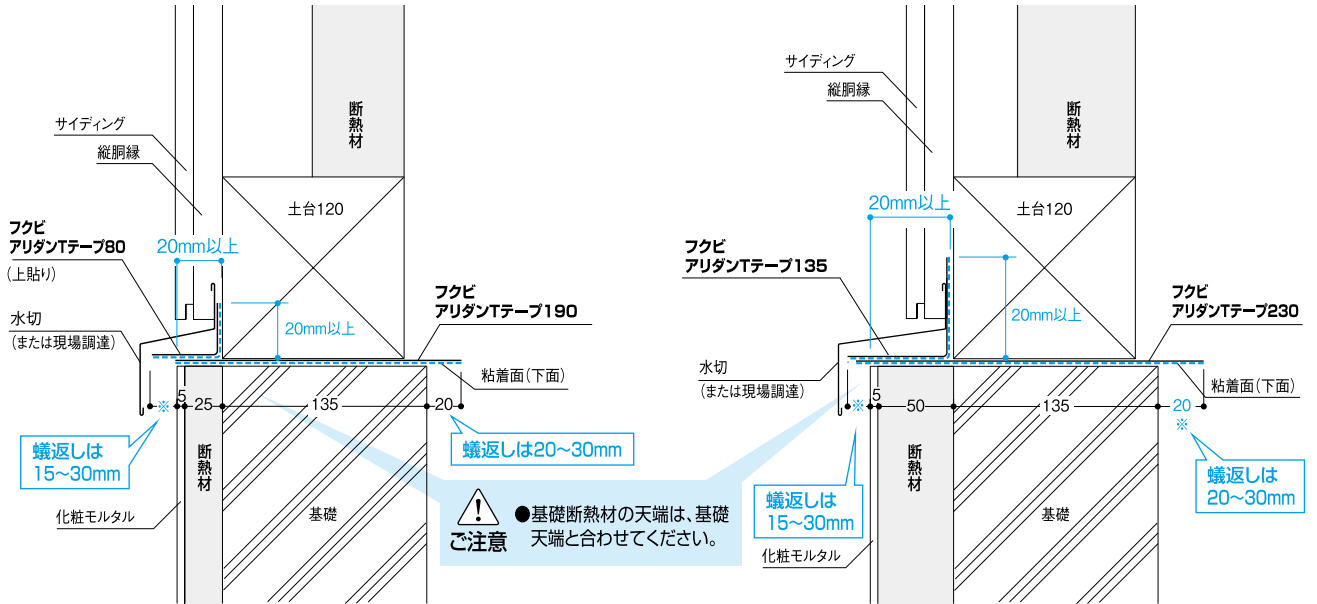 サイディング
縦胴縁
断熱材
土台120
フクビ
アリダンTテープ80
(上貼り)
20mm以上
20mm以上
水切
(または現場調達)
フクビ
アリダンTテープ190
粘着面(下面)
※
5
25
135
20
蟻返しは
15~30mm
蟻返しは20~30mm
断熱材
化粧モルタル
基礎
ご注意
●基礎断熱材の天端は、基礎
天端と合わせてください。
サイディング
縦胴縁
断熱材
土台120
20mm以上
フクビ
アリダンTテープ135
20mm以上
フクビ
アリダンTテープ230
水切
(または現場調達)
粘着面(下面)
※
5
50
135
20
※
蟻返しは
15~30mm
蟻返しは
20~30mm
断熱材
化粧モルタル
基礎